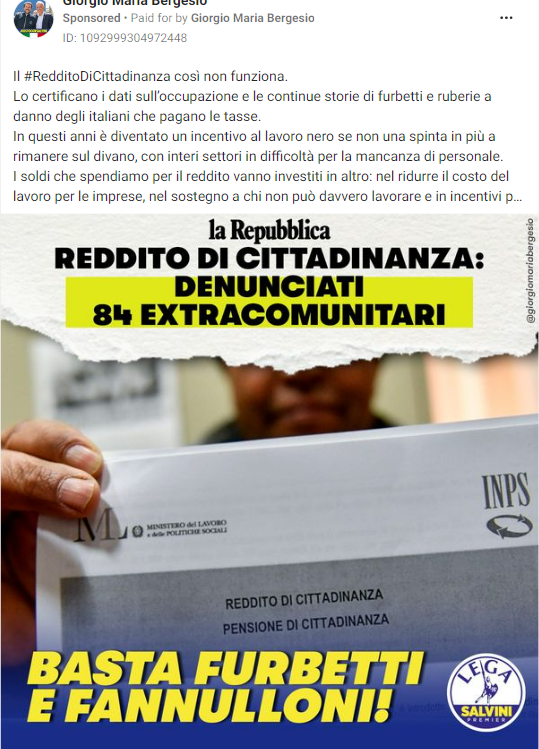 Giorgio Maria Bergesio
Sponsored • Paid for by Giorgio Maria Bergesio
ID: 1092999304972448
Il #RedditoDiCittadinanza così non funziona.
Lo certificano i dati sull'occupazione e le continue storie di furbetti e ruberie a
danno degli italiani che pagano le tasse.
In questi anni è diventato un incentivo al lavoro nero se non una spinta in più a
rimanere sul divano, con interi settori in difficoltà per la mancanza di personale.
I soldi che spendiamo per il reddito vanno investiti in altro: nel ridurre il costo del
lavoro per le imprese, nel sostegno a chi non può davvero lavorare e in incentivi p...
la Repubblica
REDDITO DI CITTADINANZA:
DENUNCIATI
84 EXTRACOMUNITARI
@giorgiomariabergesio
INPS
ML
MINISTERO del LAVORO
e delle POLITICHE SOCIALI
REDDITO DI CITTADINANZA
PENSIONE DI CITTADINANZA
BASTA FURBETTI
E FANNULLONI!
LEGA
SALVINI
PREMIER